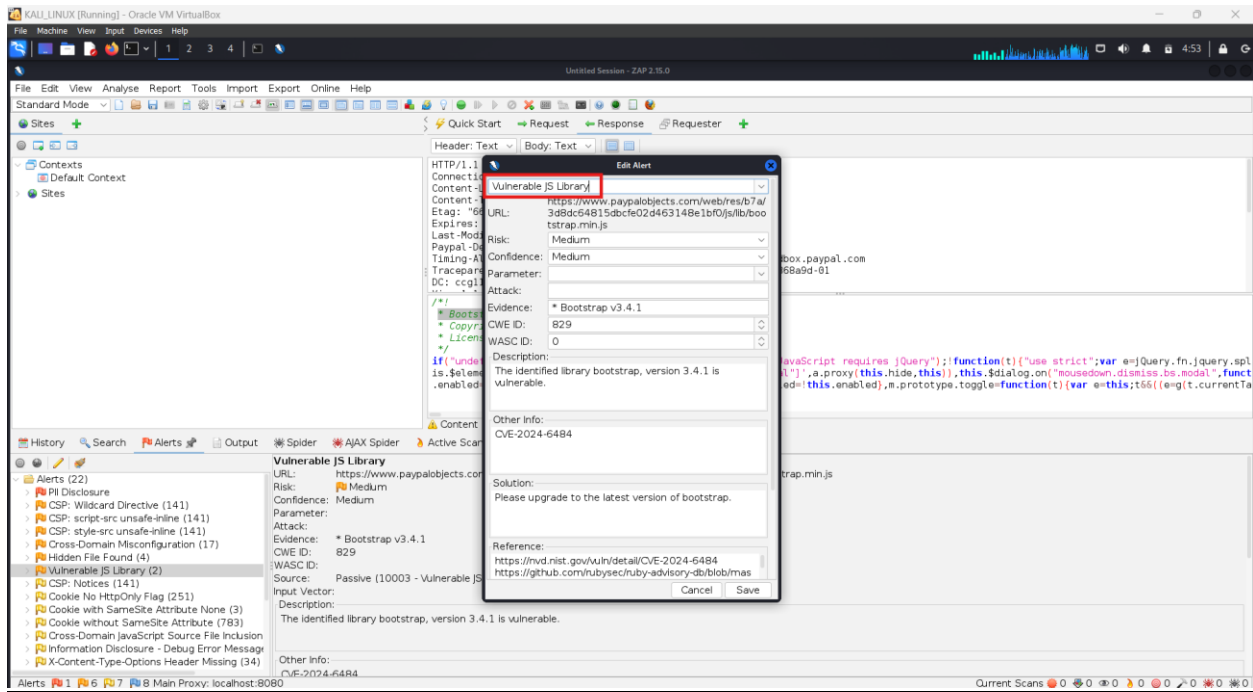 KALI_LINUX [Running] - Oracle VM VirtualBox
File Machine View Input Devices Help
1 2 3 4
4:53
Untitled Session - ZAP 2.15.0
File Edit View Analyse Report Tools Import Export Online Help
Standard Mode
Sites
Quick Start Request Response Requester
Header: Text Body: Text
Contexts
Default Context
Sites
HTTP/1.1
Connectio
Content-L
Content-T
Etag: "66
Expires:
Last-Modi
Paypal-De
Timing-Al
box.paypal.com
Tracepare
68a9d-01
DC: ccg11
/*!
* Bootst
* Copyri
* Licens
*/
if("undef
avaScript requires jQuery");!function(t){"use strict";var e=jQuery.fn.jquery.spl
is.$eleme
l"]',a.proxy(this.hide,this)),this.$dialog.on("mousedown.dismiss.bs.modal",funct
.enabled=
ed=!this.enabled},m.prototype.toggle=function(t){var e=this;t&&((e=g(t.currentTa
Content
Edit Alert
Vulnerable JS Library
URL: https://www.paypalobjects.com/web/res/b7a/
3d8dc64815dbcfe02d463148e1bf0/js/lib/boo
tstrap.min.js
Risk: Medium
Confidence: Medium
Parameter:
Attack:
Evidence: * Bootstrap v3.4.1
CWE ID: 829
WASC ID: 0
Description:
The identified library bootstrap, version 3.4.1 is
vulnerable.
Other Info:
CVE-2024-6484
Solution:
Please upgrade to the latest version of bootstrap.
Reference:
https://nvd.nist.gov/vuln/detail/CVE-2024-6484
https://github.com/rubysec/ruby-advisory-db/blob/mas
Cancel Save
History Search Alerts Output Spider AJAX Spider Active Scan
Alerts (22)
PII Disclosure
CSP: Wildcard Directive (141)
CSP: script-src unsafe-inline (141)
CSP: style-src unsafe-inline (141)
Cross-Domain Misconfiguration (17)
Hidden File Found (4)
Vulnerable JS Library (2)
CSP: Notices (141)
Cookie No HttpOnly Flag (251)
Cookie with SameSite Attribute None (3)
Cookie without SameSite Attribute (783)
Cross-Domain JavaScript Source File Inclusion
Information Disclosure - Debug Error Message
X-Content-Type-Options Header Missing (34)
Vulnerable JS Library
URL: https://www.paypalobjects.com
trap.min.js
Risk: Medium
Confidence: Medium
Parameter:
Attack:
Evidence: * Bootstrap v3.4.1
CWE ID: 829
WASC ID:
Source: Passive (10003 - Vulnerable JS
Input Vector:
Description:
The identified library bootstrap, version 3.4.1 is vulnerable.
Other Info:
CVE-2024-6484
Alerts 1 6 7 8 Main Proxy: localhost:8080
Current Scans 0 0 0 0 0 0 0 0